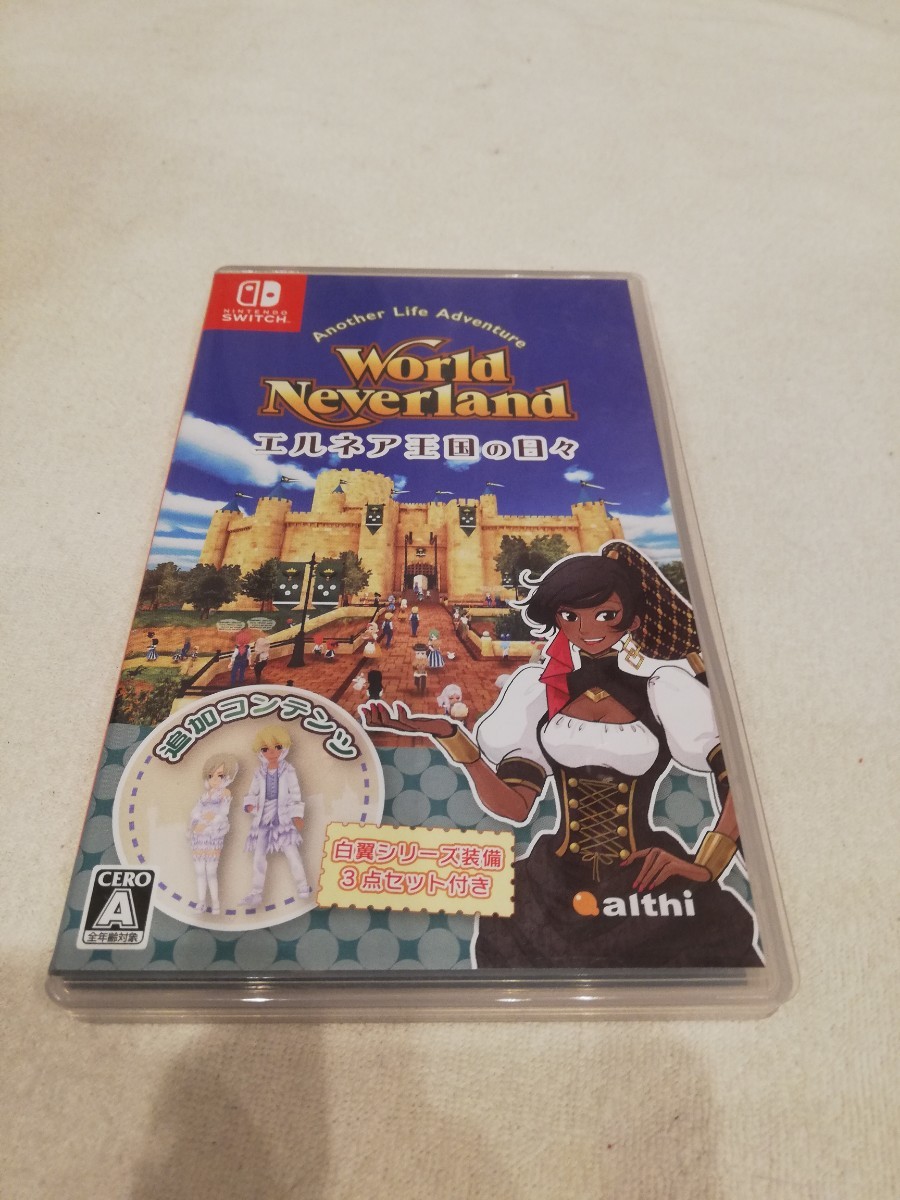 NINTENDO
SWITCH™
Another Life Adventure
World
Neverland
エルネア王国の日々
追加コンテンツ
白翼シリーズ装備
3点セット付き
CERO
A
全年齢対象
althi